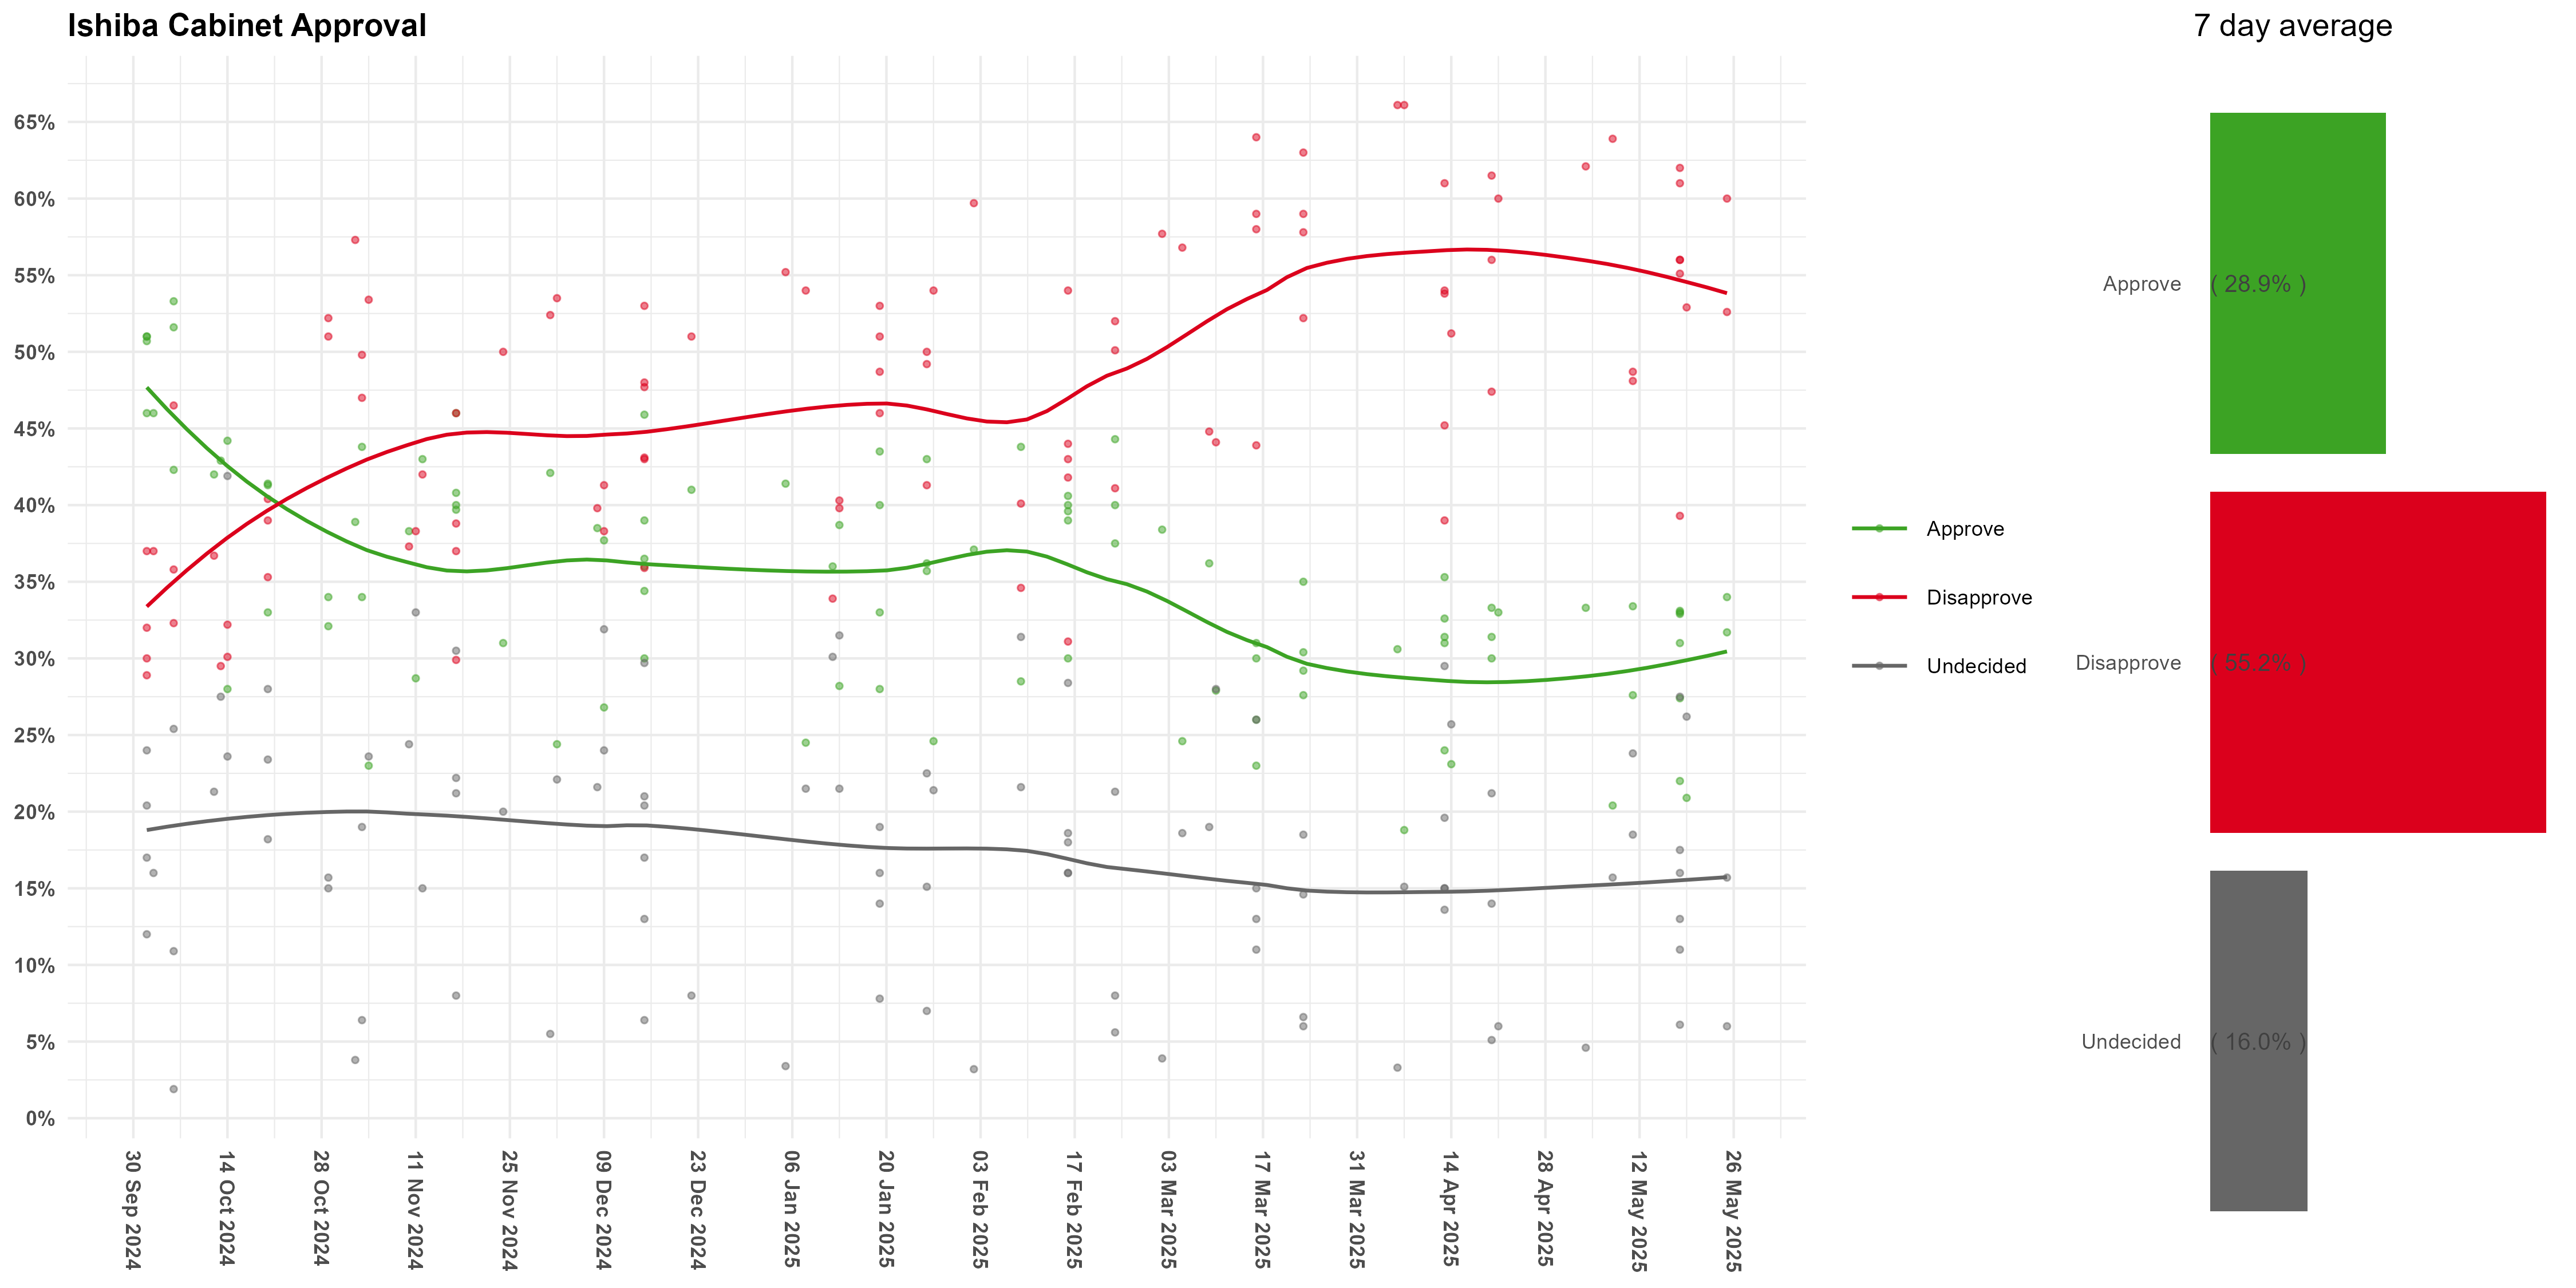 Ishiba Cabinet Approval
7 day average
65%
60%
55%
50%
45%
40%
35%
30%
25%
20%
15%
10%
5%
0%
30 Sep 2024
14 Oct 2024
28 Oct 2024
11 Nov 2024
25 Nov 2024
09 Dec 2024
23 Dec 2024
06 Jan 2025
20 Jan 2025
03 Feb 2025
17 Feb 2025
03 Mar 2025
17 Mar 2025
31 Mar 2025
14 Apr 2025
28 Apr 2025
12 May 2025
26 May 2025
Approve
Disapprove
Undecided
Approve ( 28.9% )
Disapprove ( 55.2% )
Undecided ( 16.0% )